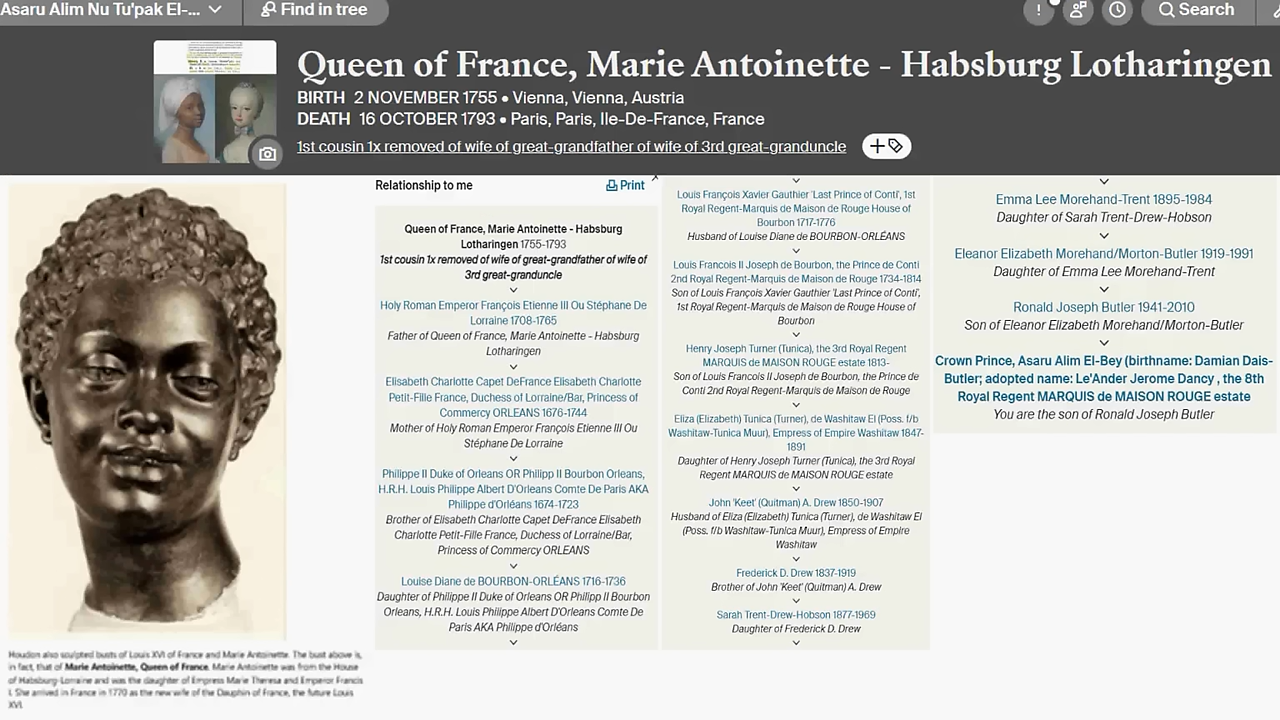 Asaru Alim Nu Tu'pak El-...
Find in tree
!
Search
Queen of France, Marie Antoinette - Habsburg Lotharingen
BIRTH 2 NOVEMBER 1755 • Vienna, Vienna, Austria
DEATH 16 OCTOBER 1793 • Paris, Paris, Ile-De-France, France
1st cousin 1x removed of wife of great-grandfather of wife of 3rd great-granduncle
Houdon also sculpted busts of Louis XVI of France and Marie Antoinette. The bust above is,
in fact, that of Marie Antoinette, Queen of France. Marie Antoinette was from the House
of Habsburg-Lorraine and was the daughter of Empress Marie Theresa and Emperor Francis
I. She arrived in France in 1770 as the new wife of the Dauphin of France, the future Louis
XVI.
Relationship to me
Print
Queen of France, Marie Antoinette - Habsburg
Lotharingen 1755-1793
1st cousin 1x removed of wife of great-grandfather of wife of
3rd great-granduncle
Holy Roman Emperor François Etienne III Ou Stéphane De
Lorraine 1708-1765
Father of Queen of France, Marie Antoinette - Habsburg
Lotharingen
Elisabeth Charlotte Capet DeFrance Elisabeth Charlotte
Petit-Fille France, Duchess of Lorraine/Bar, Princess of
Commercy ORLEANS 1676-1744
Mother of Holy Roman Emperor François Etienne III Ou
Stéphane De Lorraine
Philippe II Duke of Orleans OR Philipp II Bourbon Orleans,
H.R.H. Louis Philippe Albert D'Orleans Comte De Paris AKA
Philippe d'Orléans 1674-1723
Brother of Elisabeth Charlotte Capet DeFrance Elisabeth
Charlotte Petit-Fille France, Duchess of Lorraine/Bar,
Princess of Commercy ORLEANS
Louise Diane de BOURBON-ORLÉANS 1716-1736
Daughter of Philippe II Duke of Orleans OR Philipp II Bourbon
Orleans, H.R.H. Louis Philippe Albert D'Orleans Comte De
Paris AKA Philippe d'Orléans
Louis François Xavier Gauthier 'Last Prince of Conti', 1st
Royal Regent-Marquis de Maison de Rouge House of
Bourbon 1717-1776
Husband of Louise Diane de BOURBON-ORLÉANS
Louis Francois II Joseph de Bourbon, the Prince de Conti
2nd Royal Regent-Marquis de Maison de Rouge 1734-1814
Son of Louis François Xavier Gauthier 'Last Prince of Conti',
1st Royal Regent-Marquis de Maison de Rouge House of
Bourbon
Henry Joseph Turner (Tunica), the 3rd Royal Regent
MARQUIS de MAISON ROUGE estate 1813-
Son of Louis Francois II Joseph de Bourbon, the Prince de
Conti 2nd Royal Regent-Marquis de Maison de Rouge
Eliza (Elizabeth) Tunica (Turner), de Washitaw El (Poss. f/b
Washitaw-Tunica Muur), Empress of Empire Washitaw 1847-
1891
Daughter of Henry Joseph Turner (Tunica), the 3rd Royal
Regent MARQUIS de MAISON ROUGE estate
John 'Keet' (Quitman) A. Drew 1850-1907
Husband of Eliza (Elizabeth) Tunica (Turner), de Washitaw El
(Poss. f/b Washitaw-Tunica Muur), Empress of Empire
Washitaw
Frederick D. Drew 1837-1919
Brother of John 'Keet' (Quitman) A. Drew
Sarah Trent-Drew-Hobson 1877-1969
Daughter of Frederick D. Drew
Emma Lee Morehand-Trent 1895-1984
Daughter of Sarah Trent-Drew-Hobson
Eleanor Elizabeth Morehand/Morton-Butler 1919-1991
Daughter of Emma Lee Morehand-Trent
Ronald Joseph Butler 1941-2010
Son of Eleanor Elizabeth Morehand/Morton-Butler
Crown Prince, Asaru Alim El-Bey (birthname: Damian Dais-
Butler; adopted name: Le'Ander Jerome Dancy , the 8th
Royal Regent MARQUIS de MAISON ROUGE estate
You are the son of Ronald Joseph Butler